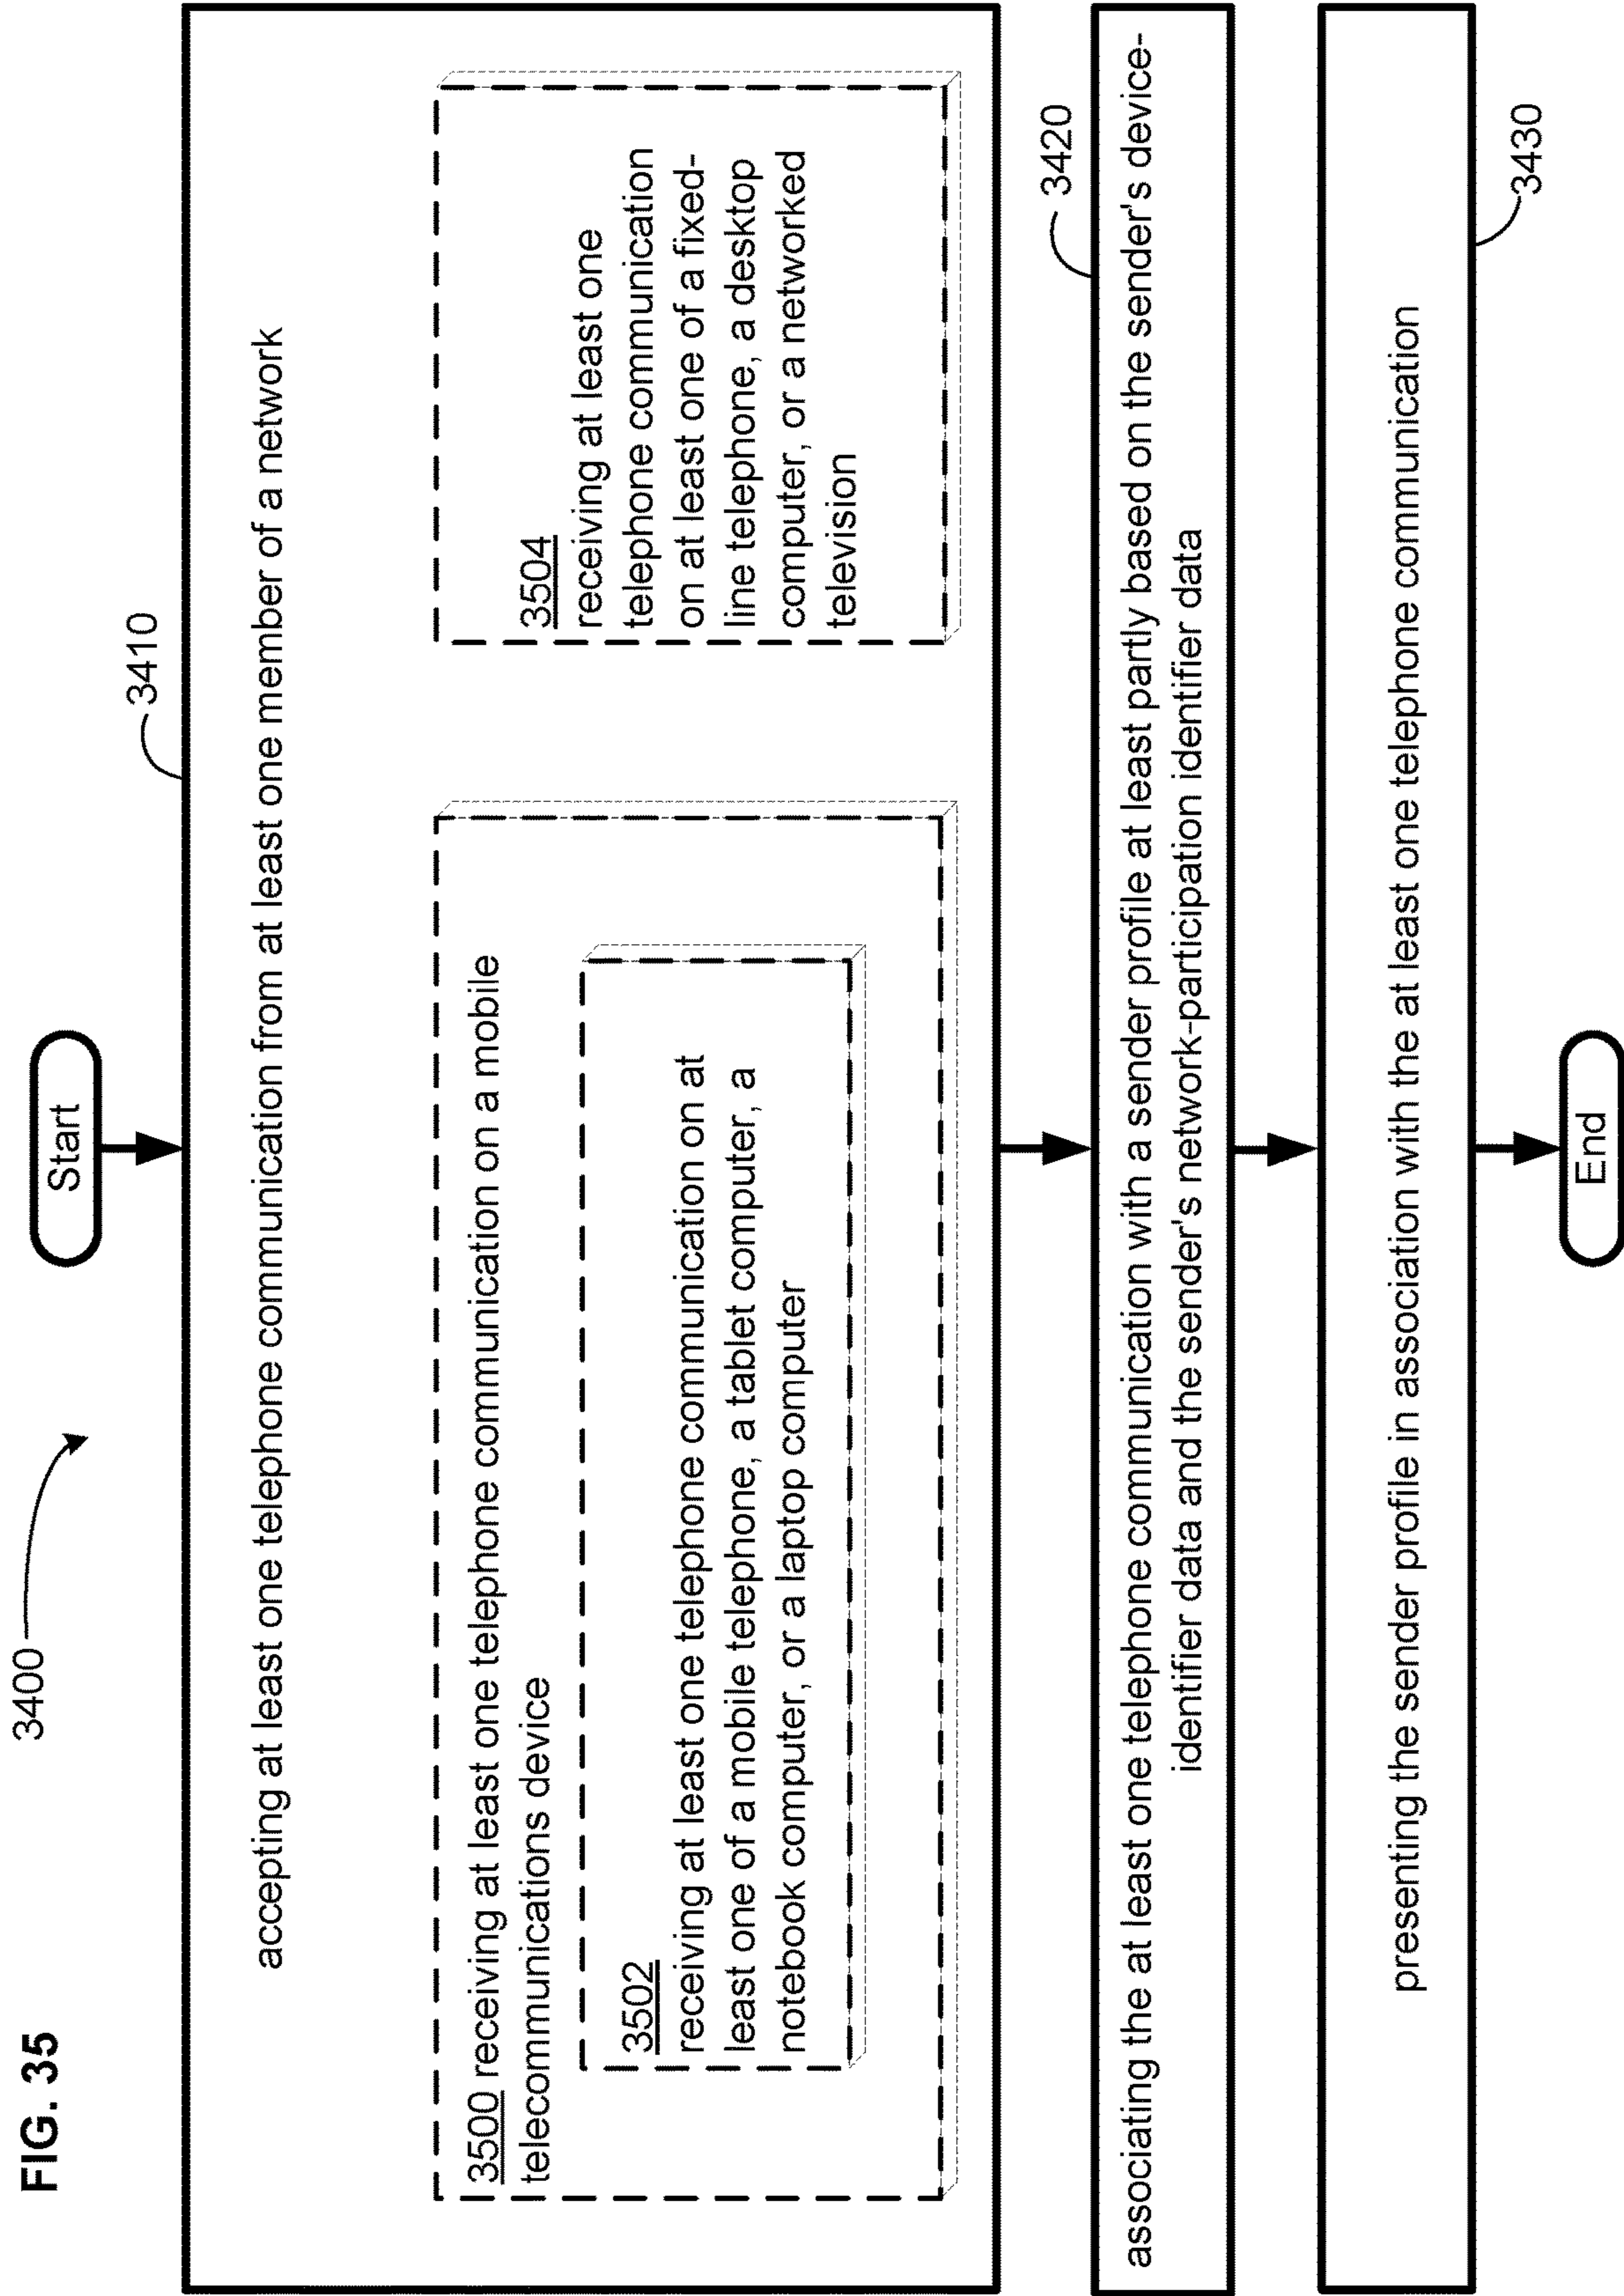 FIG. 35
3400
Start
3410
accepting at least one telephone communication from at least one member of a network
3500 receiving at least one telephone communication on a mobile
telecommunications device
3502
receiving at least one telephone communication on at
least one of a mobile telephone, a tablet computer, a
notebook computer, or a laptop computer
3504
receiving at least one
telephone communication
on at least one of a fixed-
line telephone, a desktop
computer, or a networked
television
3420
associating the at least one telephone communication with a sender profile at least partly based on the sender's device-
identifier data and the sender's network-participation identifier data
3430
presenting the sender profile in association with the at least one telephone communication
End